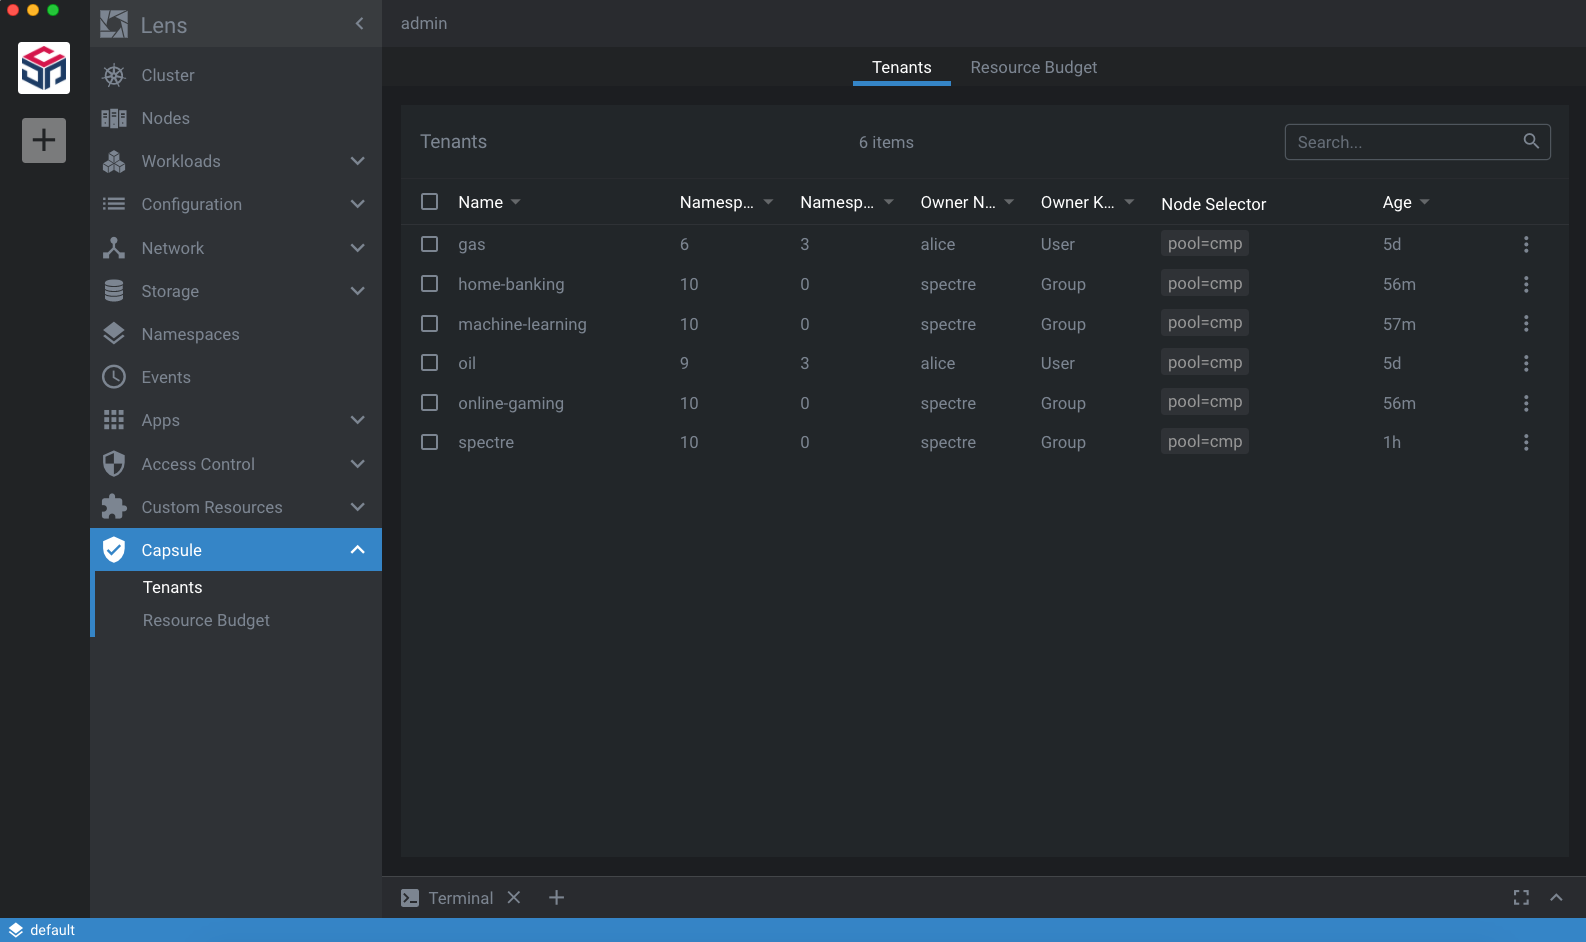 Lens
admin
Cluster
Nodes
Workloads
Configuration
Network
Storage
Namespaces
Events
Apps
Access Control
Custom Resources
Capsule
Tenants
Resource Budget
Tenants Resource Budget
Tenants 6 items Search...
Name Namesp... Namesp... Owner N... Owner K... Node Selector Age
gas 6 3 alice User pool=cmp 5d
home-banking 10 0 spectre Group pool=cmp 56m
machine-learning 10 0 spectre Group pool=cmp 57m
oil 9 3 alice User pool=cmp 5d
online-gaming 10 0 spectre Group pool=cmp 56m
spectre 10 0 spectre Group pool=cmp 1h
Terminal
default